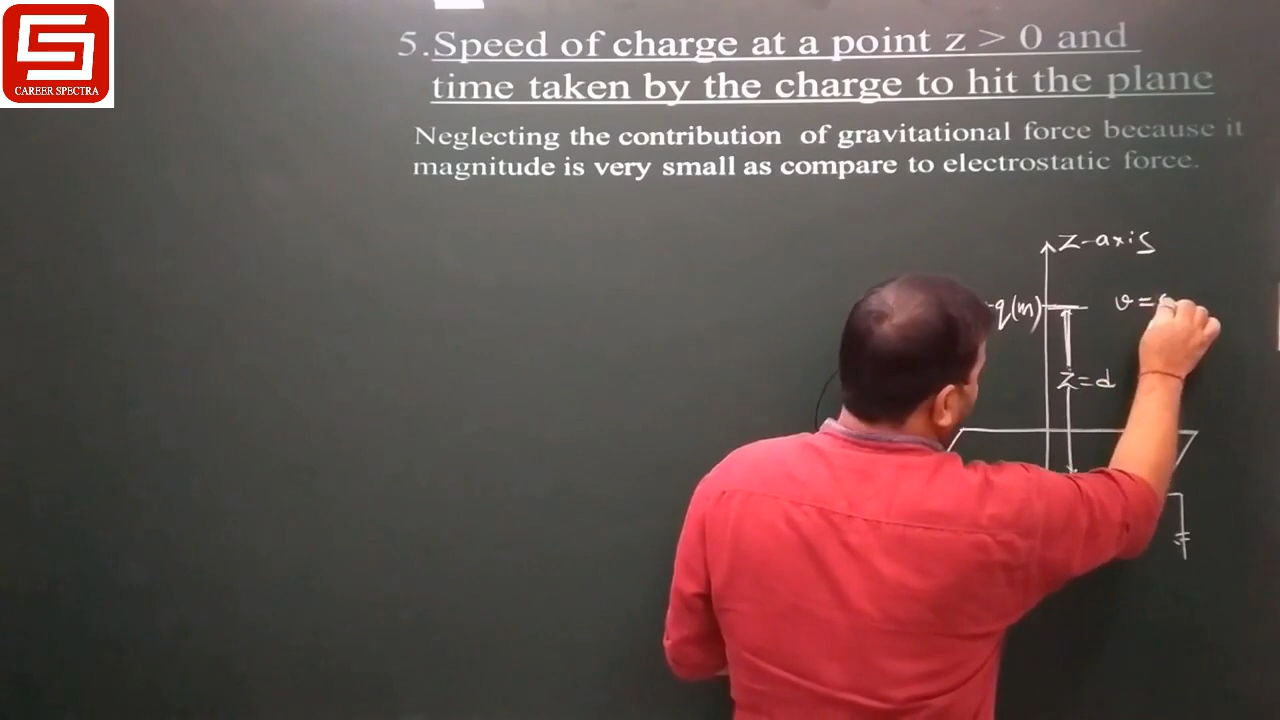 CAREER SPECTRA
5.Speed of charge at a point z > 0 and
time taken by the charge to hit the plane
Neglecting the contribution of gravitational force because it
magnitude is very small as compare to electrostatic force.
Z-axis
q(m)
v=
Z=d